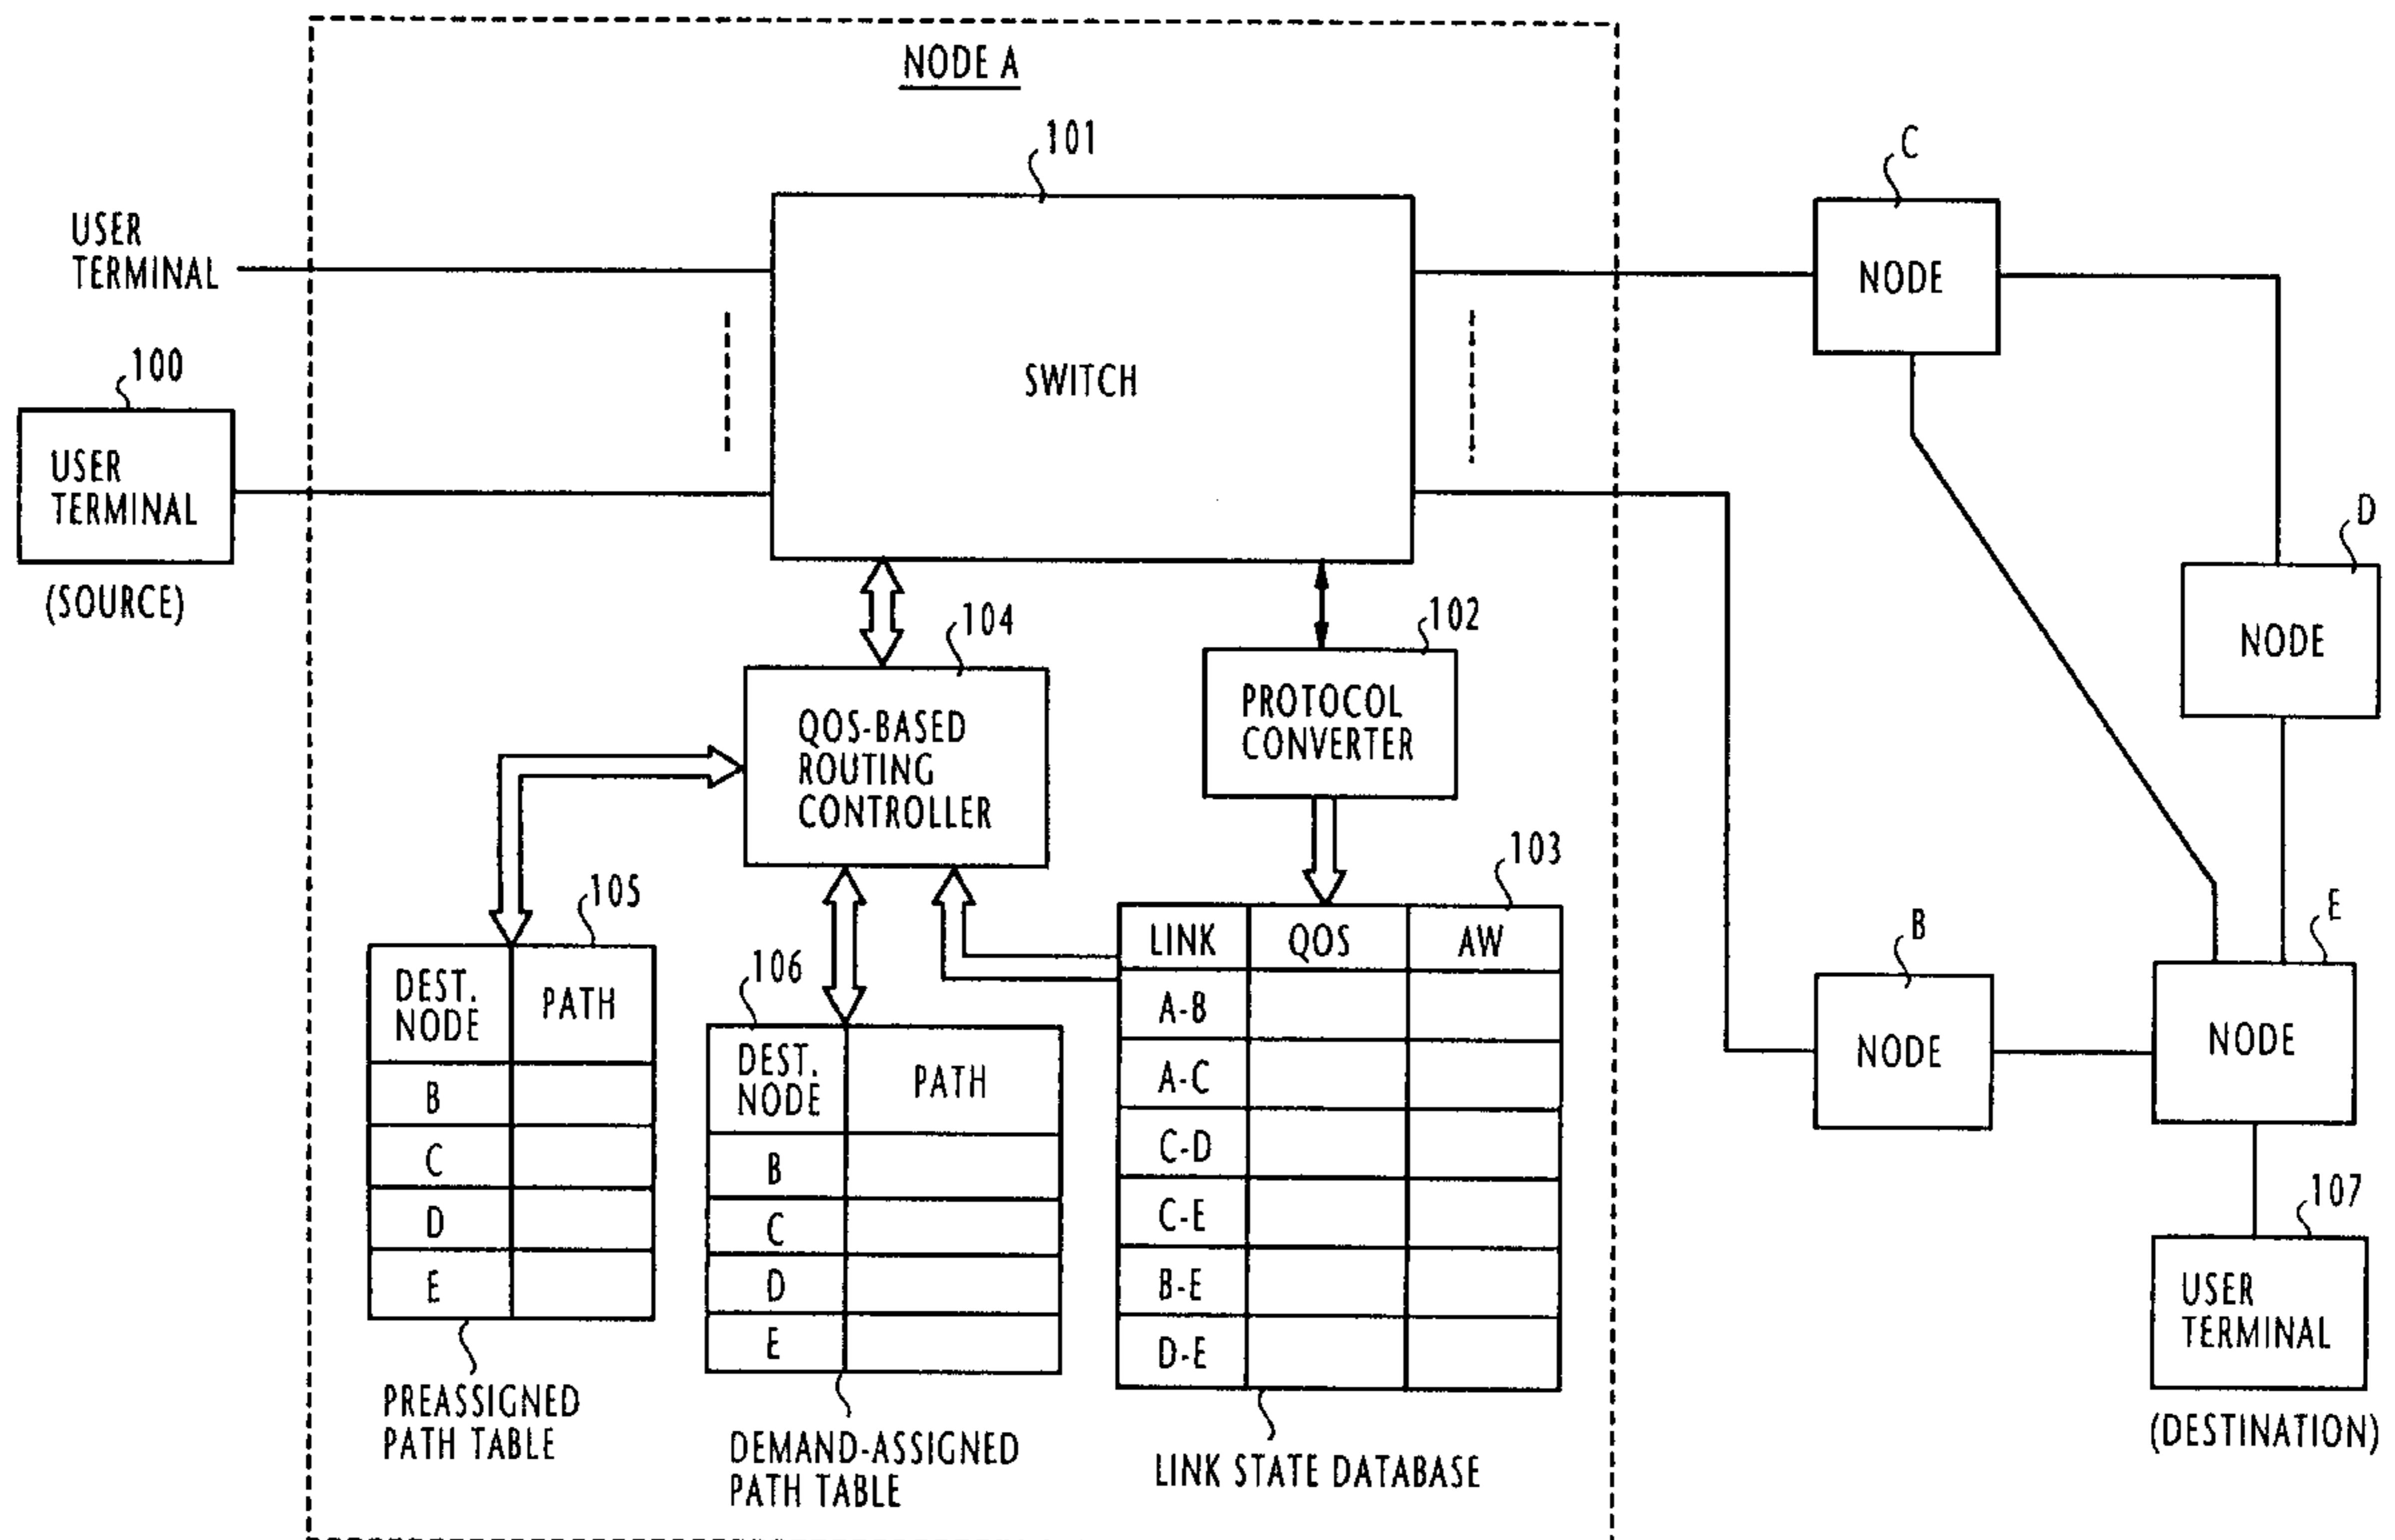 NODE A
101
C
USER
TERMINAL
NODE
100
SWITCH
USER
TERMINAL
(SOURCE)
D
NODE
104
102
QOS-BASED
ROUTING
CONTROLLER
PROTOCOL
CONVERTER
103
105
DEST.
NODE
PATH
B
C
D
E
PREASSIGNED
PATH TABLE
106
DEST.
NODE
PATH
B
C
D
E
DEMAND-ASSIGNED
PATH TABLE
LINK QOS AW
A-B
A-C
C-D
C-E
B-E
D-E
LINK STATE DATABASE
B
NODE
E
NODE
107
USER
TERMINAL
(DESTINATION)